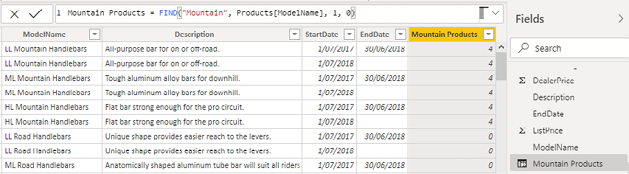 1 Mountain Products = FIND("Mountain", Products[ModelName], 1, 0)
ModelName Description StartDate EndDate Mountain Products
LL Mountain Handlebars All-purpose bar for on or off-road. 1/07/2017 30/06/2018 4
LL Mountain Handlebars All-purpose bar for on or off-road. 1/07/2018 4
ML Mountain Handlebars Tough aluminum alloy bars for downhill. 1/07/2017 30/06/2018 4
ML Mountain Handlebars Tough aluminum alloy bars for downhill. 1/07/2018 4
HL Mountain Handlebars Flat bar strong enough for the pro circuit. 1/07/2017 30/06/2018 4
HL Mountain Handlebars Flat bar strong enough for the pro circuit. 1/07/2018 4
LL Road Handlebars Unique shape provides easier reach to the levers. 1/07/2017 30/06/2018 0
LL Road Handlebars Unique shape provides easier reach to the levers. 1/07/2018 0
ML Road Handlebars Anatomically shaped aluminum tube bar will suit all riders 1/07/2017 30/06/2018 0
Fields
Search
DealerPrice
Description
EndDate
Σ ListPrice
ModelName
Mountain Products